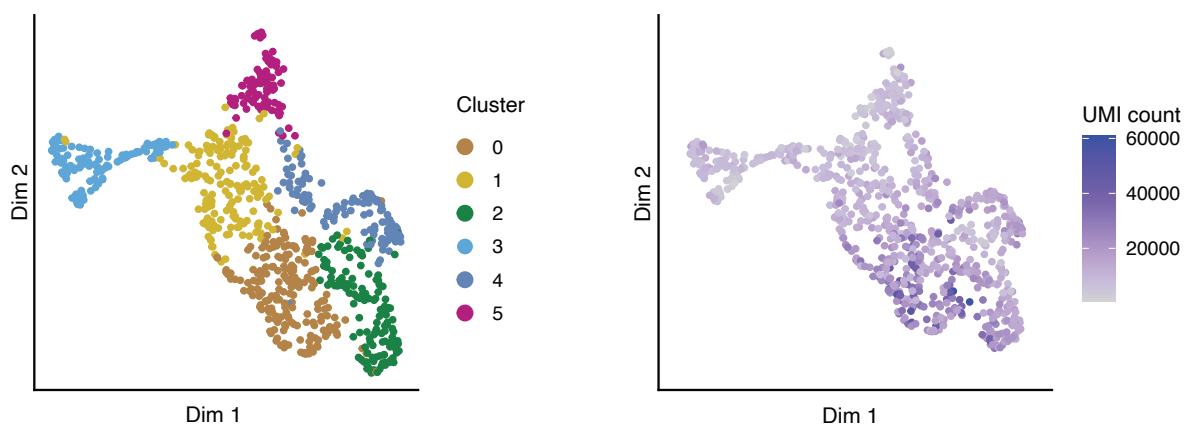 Cluster
0
1
2
3
4
5
Dim 2
Dim 1
UMI count
60000
40000
20000
Dim 2
Dim 1